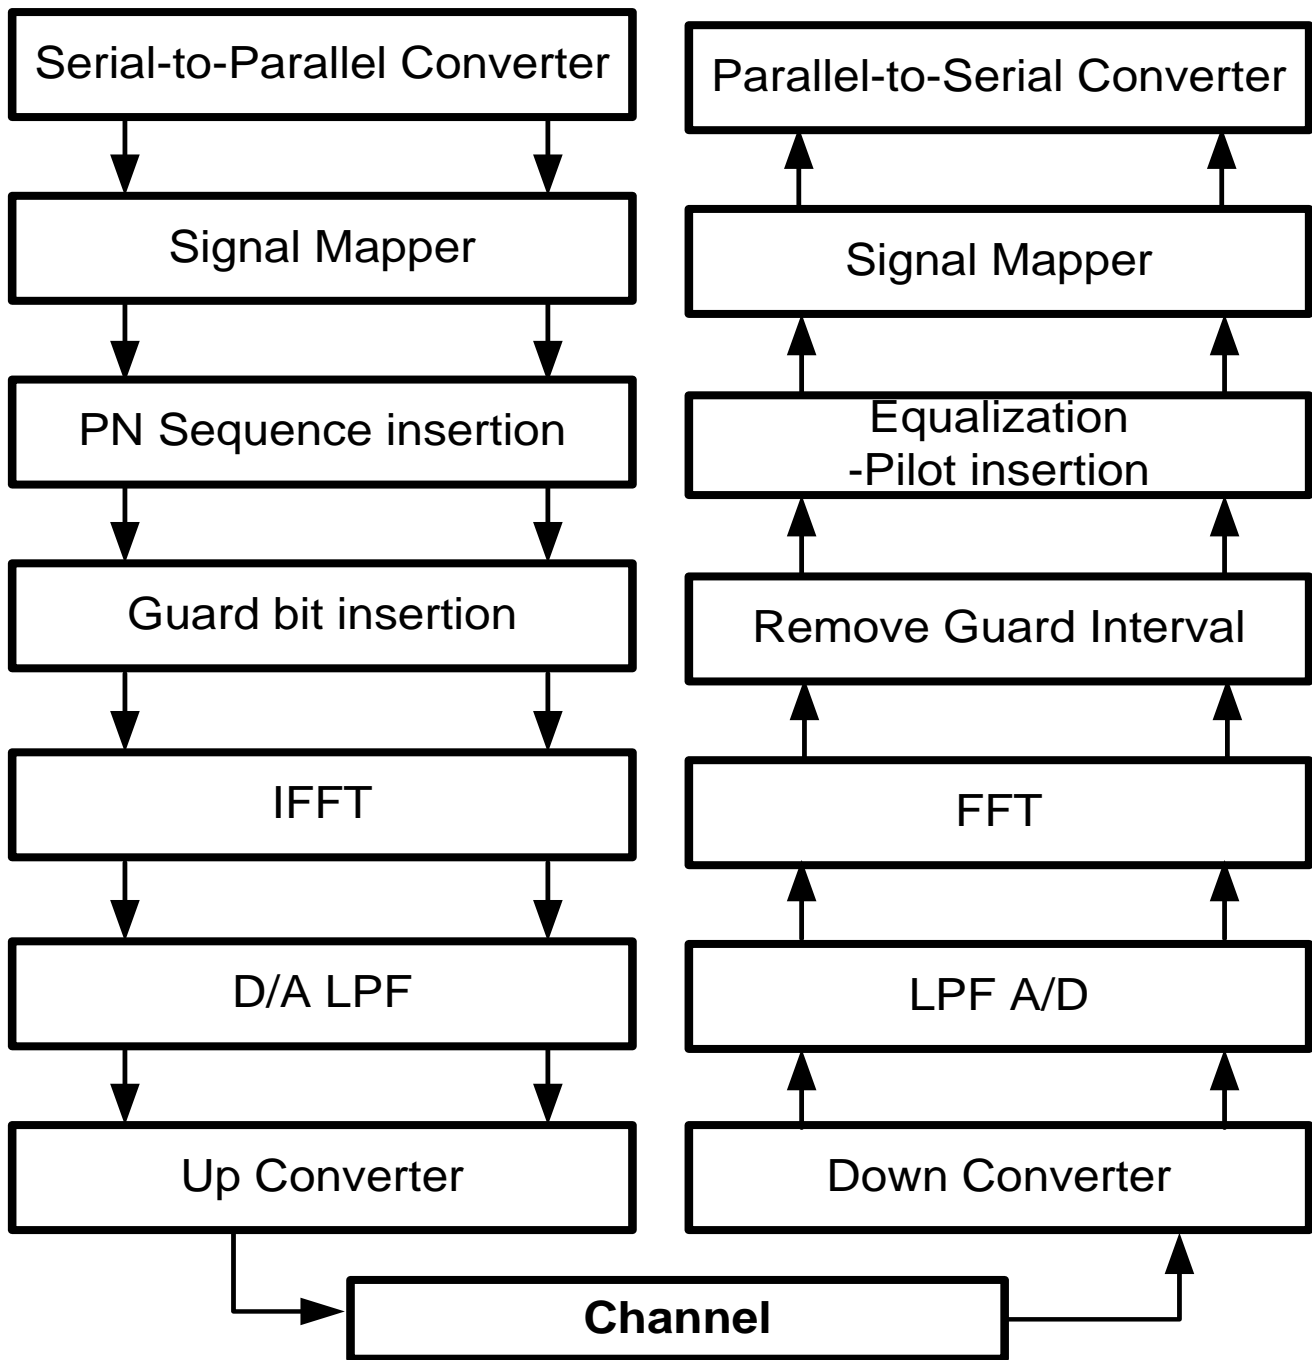 Serial-to-Parallel Converter
Signal Mapper
PN Sequence insertion
Guard bit insertion
IFFT
D/A LPF
Up Converter
Channel
Parallel-to-Serial Converter
Signal Mapper
Equalization
-Pilot insertion
Remove Guard Interval
FFT
LPF A/D
Down Converter